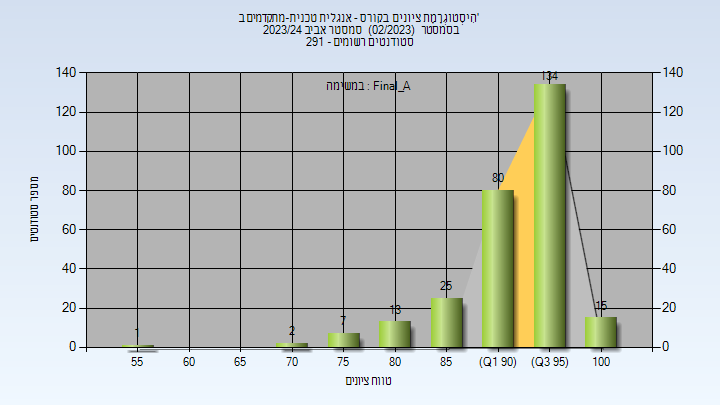 היסטוגרמת ציונים בקורס - אנגלית טכנית-מתקדמים ב'
בסמסטר (02/2023) סמסטר אביב 2023/24
סטודנטים רשומים - 291
במשימה : Final_A
מספר סטודנטים
140 140
120 120
100 100
80 80
60 60
40 40
20 20
0 0
1 2 7 13 25 80 134 15
55 60 65 70 75 80 85 (Q1 90) (Q3 95) 100
טווח ציונים